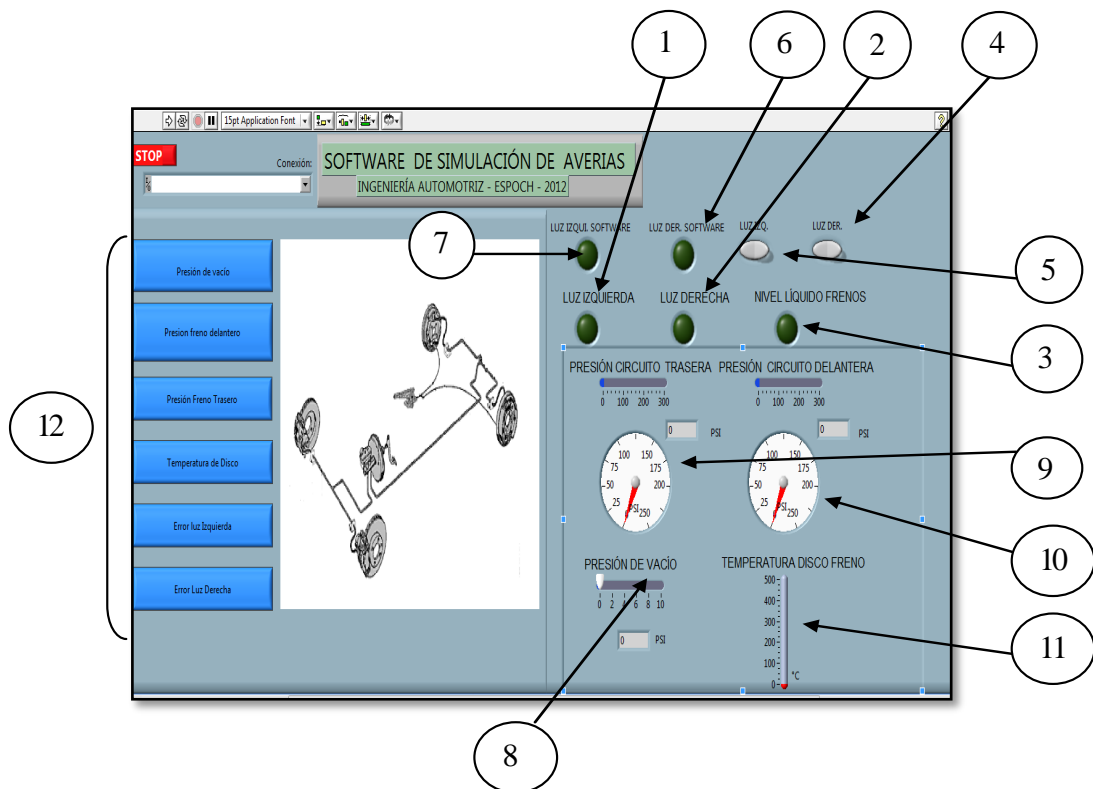 1
6
2
4
15pt Application Font
?
STOP
Conexión:
SOFTWARE DE SIMULACIÓN DE AVERIAS
INGENIERÍA AUTOMOTRIZ - ESPOCH - 2012
7
LUZ IZQUI. SOFTWARE
LUZ DER. SOFTWARE
LUZ IZQ.
LUZ DER.
5
LUZ IZQUIERDA
LUZ DERECHA
NIVEL LÍQUIDO FRENOS
3
12
Presión de vacío
Presion freno delantero
Presión Freno Trasero
Temperatura de Disco
Error luz Izquierda
Error Luz Derecha
PRESIÓN CIRCUITO TRASERA
0 100 200 300
0 PSI
0 25 50 75 100 150 175 200 250
PSI
9
PRESIÓN CIRCUITO DELANTERA
0 100 200 300
0 PSI
0 25 50 75 100 150 175 200 250
PSI
10
PRESIÓN DE VACÍO
0 2 4 6 8 10
0 PSI
8
TEMPERATURA DISCO FRENO
500
400
300
200
100
0
°C
11